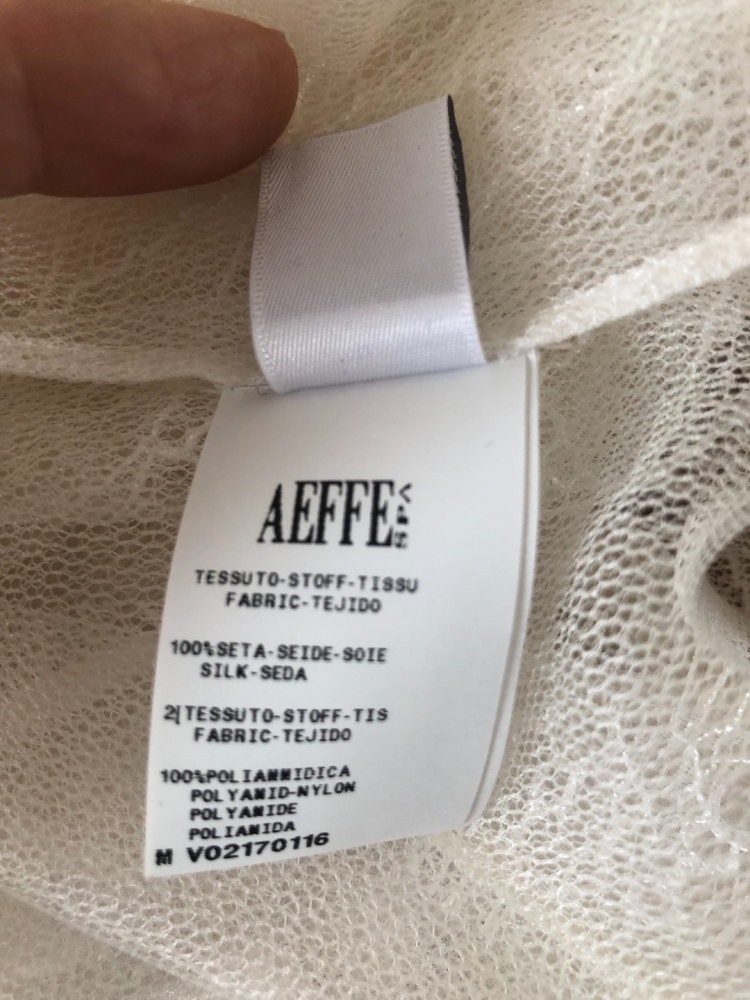 AEFFE SPA
TESSUTO-STOFF-TISSU
FABRIC-TEJIDO
100%SETA-SEIDE-SOIE
SILK-SEDA
2|TESSUTO-STOFF-TIS
FABRIC-TEJIDO
100%POLIAMMIDICA
POLYAMID-NYLON
POLYAMIDE
POLIAMIDA
M V02170116